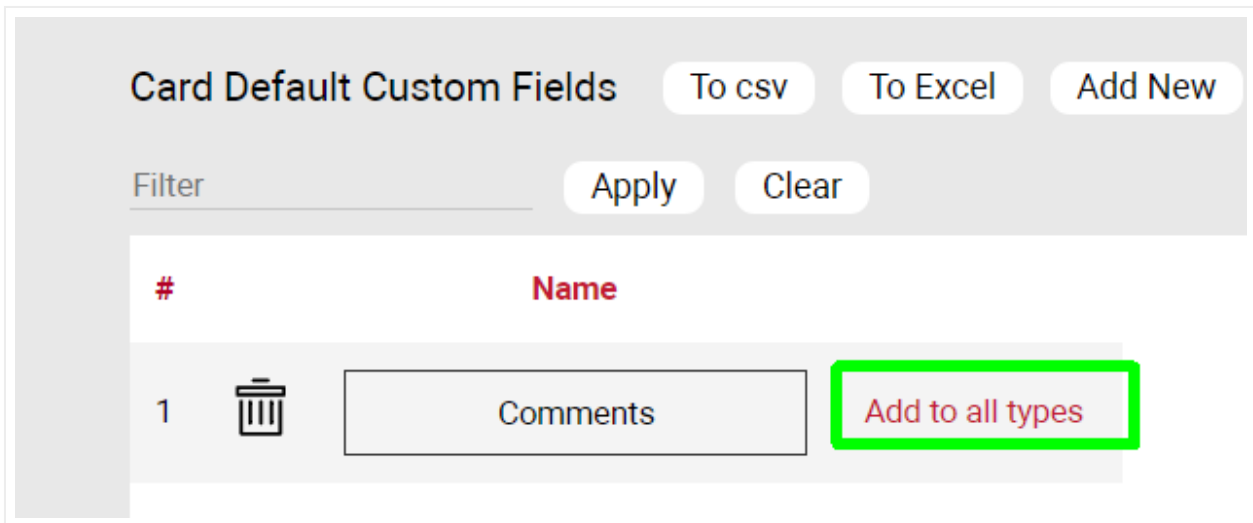 Card Default Custom Fields To csv To Excel Add New
Filter Apply Clear
# Name
1 Comments Add to all types